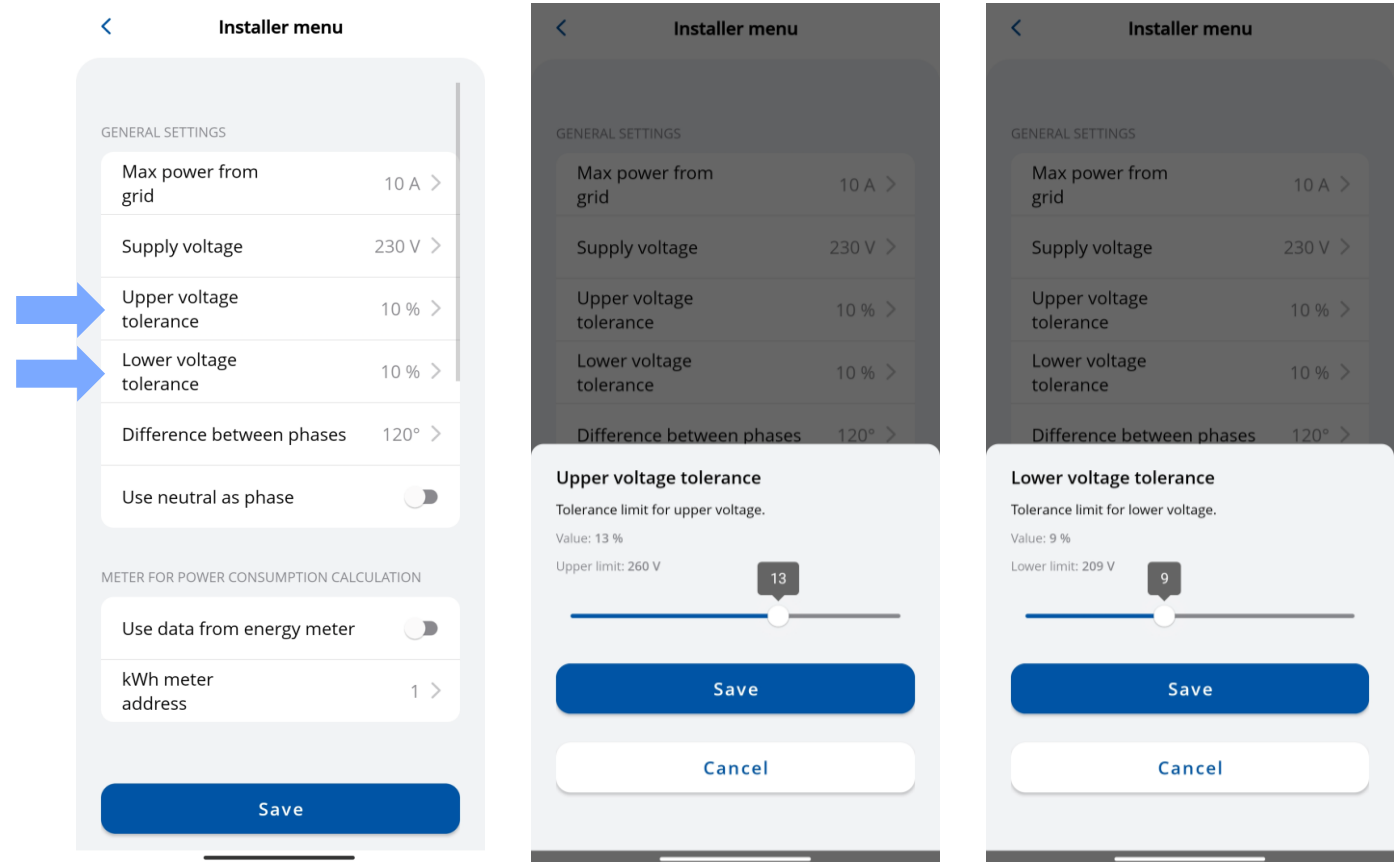 Installer menu
GENERAL SETTINGS
Max power from
grid
10 A
Supply voltage
230 V
Upper voltage
tolerance
10 %
Lower voltage
tolerance
10 %
Difference between phases
120°
Use neutral as phase
METER FOR POWER CONSUMPTION CALCULATION
Use data from energy meter
kWh meter
address
1
Save
Installer menu
GENERAL SETTINGS
Max power from
grid
10 A
Supply voltage
230 V
Upper voltage
tolerance
10 %
Lower voltage
tolerance
10 %
Difference between phases
120°
Upper voltage tolerance
Tolerance limit for upper voltage.
Value: 13 %
Upper limit: 260 V
13
Save
Cancel
Installer menu
GENERAL SETTINGS
Max power from
grid
10 A
Supply voltage
230 V
Upper voltage
tolerance
10 %
Lower voltage
tolerance
10 %
Difference between phases
120°
Lower voltage tolerance
Tolerance limit for lower voltage.
Value: 9 %
Lower limit: 209 V
9
Save
Cancel